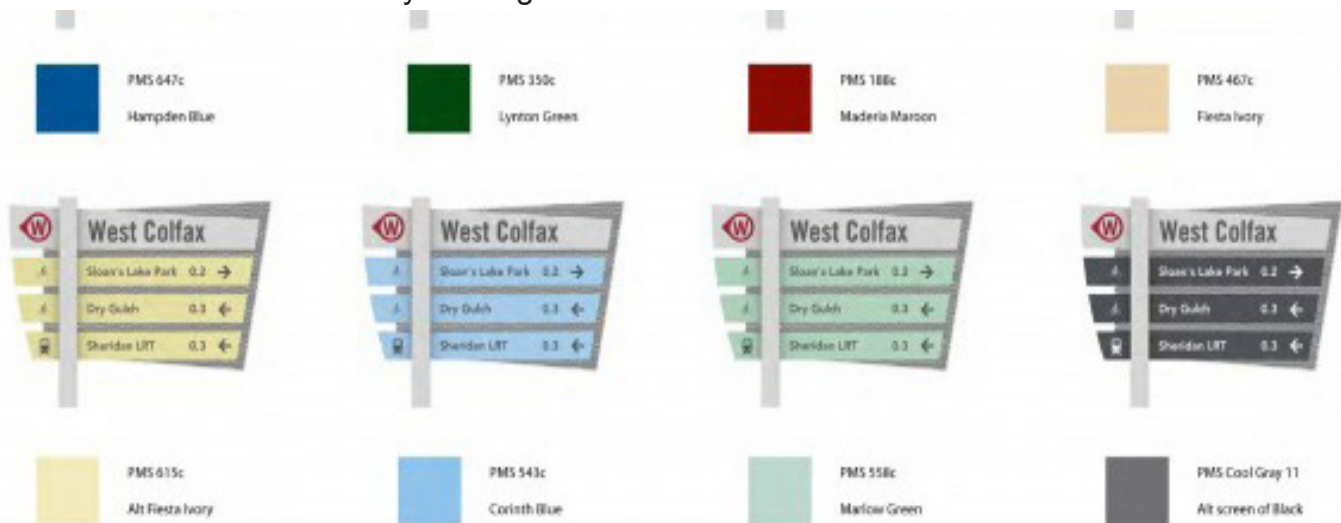 PMS 647c
Hampden Blue
PMS 350c
Lynton Green
PMS 188c
Maderia Maroon
PMS 467c
Fiesta Ivory
W
West Colfax
Sloan's Lake Park 0.2 →
Dry Gulch 0.3 ←
Sheridan LRT 0.3 ←
W
West Colfax
Sloan's Lake Park 0.2 →
Dry Gulch 0.3 ←
Sheridan LRT 0.3 ←
W
West Colfax
Sloan's Lake Park 0.2 →
Dry Gulch 0.3 ←
Sheridan LRT 0.3 ←
W
West Colfax
Sloan's Lake Park 0.2 →
Dry Gulch 0.3 ←
Sheridan LRT 0.3 ←
PMS 615c
Alt Fiesta Ivory
PMS 543c
Corinth Blue
PMS 558c
Marlow Green
PMS Cool Gray 11
Alt screen of Black